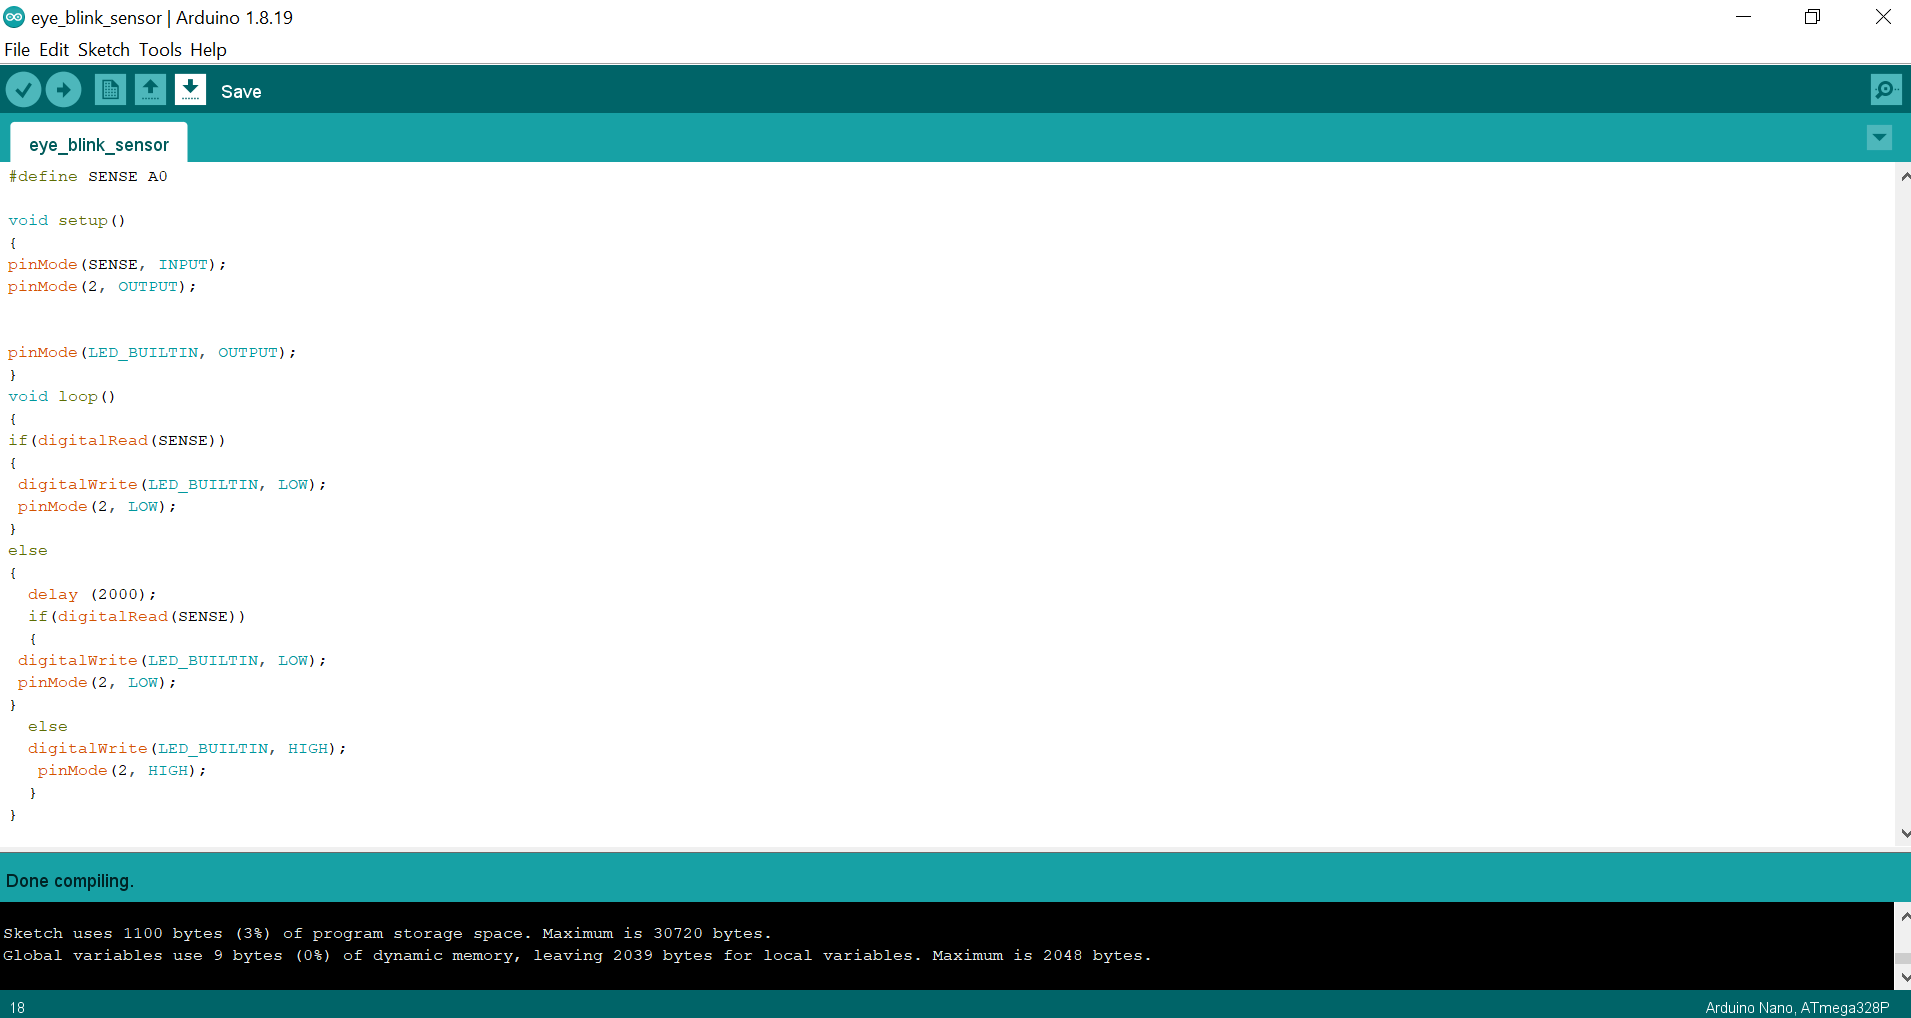 eye_blink_sensor | Arduino 1.8.19
File Edit Sketch Tools Help
Save
eye_blink_sensor
#define SENSE A0
void setup()
{
pinMode(SENSE, INPUT);
pinMode(2, OUTPUT);
pinMode(LED_BUILTIN, OUTPUT);
}
void loop()
{
if(digitalRead(SENSE))
{
digitalWrite(LED_BUILTIN, LOW);
pinMode(2, LOW);
}
else
{
delay (2000);
if(digitalRead(SENSE))
{
digitalWrite(LED_BUILTIN, LOW);
pinMode(2, LOW);
}
else
digitalWrite(LED_BUILTIN, HIGH);
pinMode(2, HIGH);
}
}
Done compiling.
Sketch uses 1100 bytes (3%) of program storage space. Maximum is 30720 bytes.
Global variables use 9 bytes (0%) of dynamic memory, leaving 2039 bytes for local variables. Maximum is 2048 bytes.
18
Arduino Nano, ATmega328P